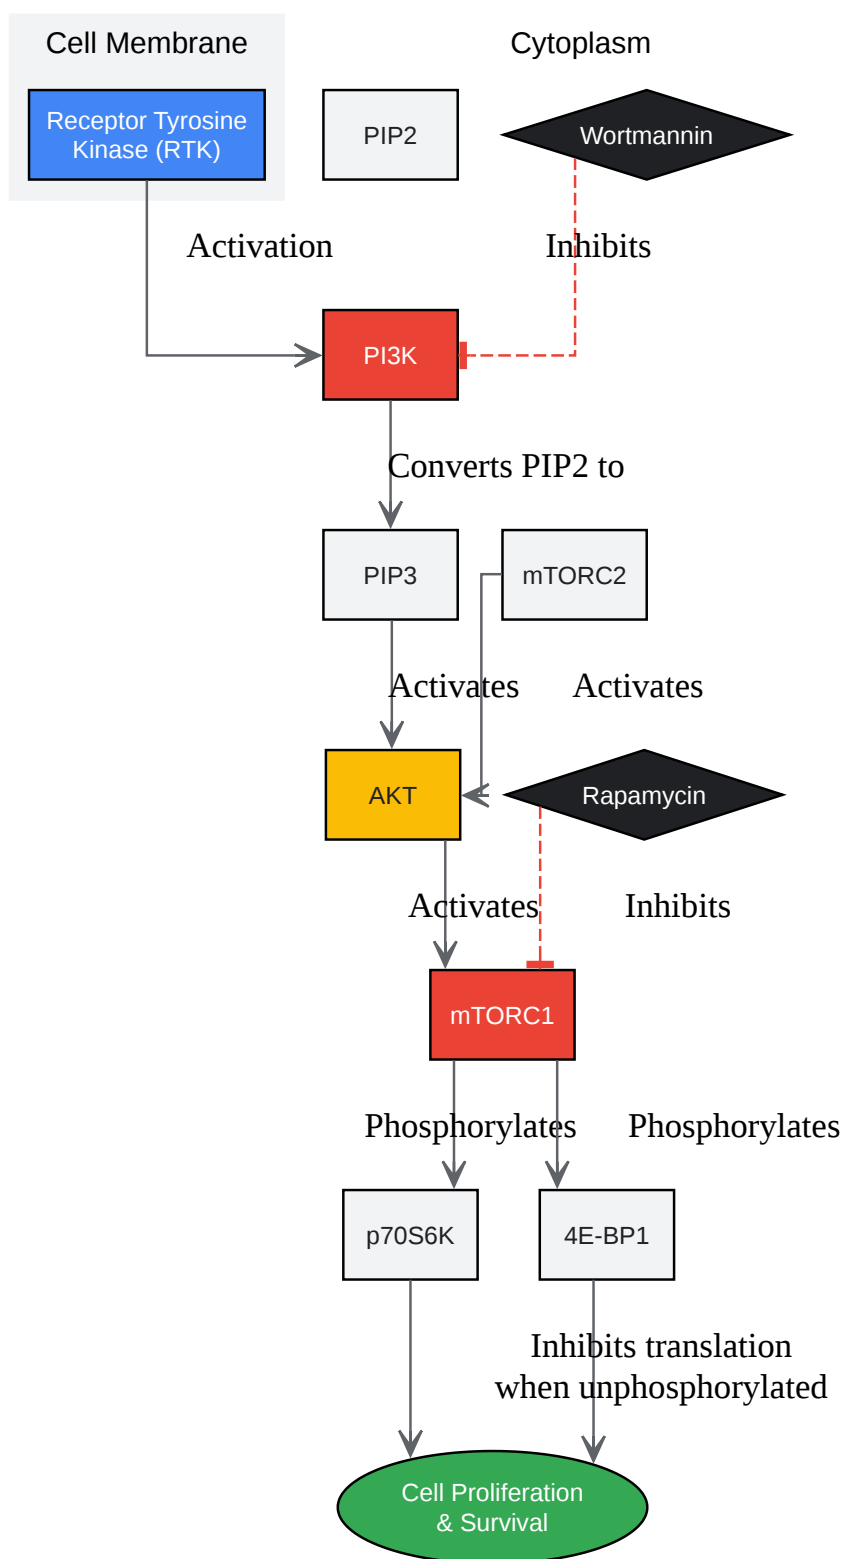 Cell Membrane
Cytoplasm
Receptor Tyrosine
Kinase (RTK)
PIP2
Wortmannin
Activation
Inhibits
PI3K
Converts PIP2 to
PIP3
mTORC2
Activates
Activates
AKT
Rapamycin
Activates
Inhibits
mTORC1
Phosphorylates
Phosphorylates
p70S6K
4E-BP1
Inhibits translation
when unphosphorylated
Cell Proliferation
& Survival